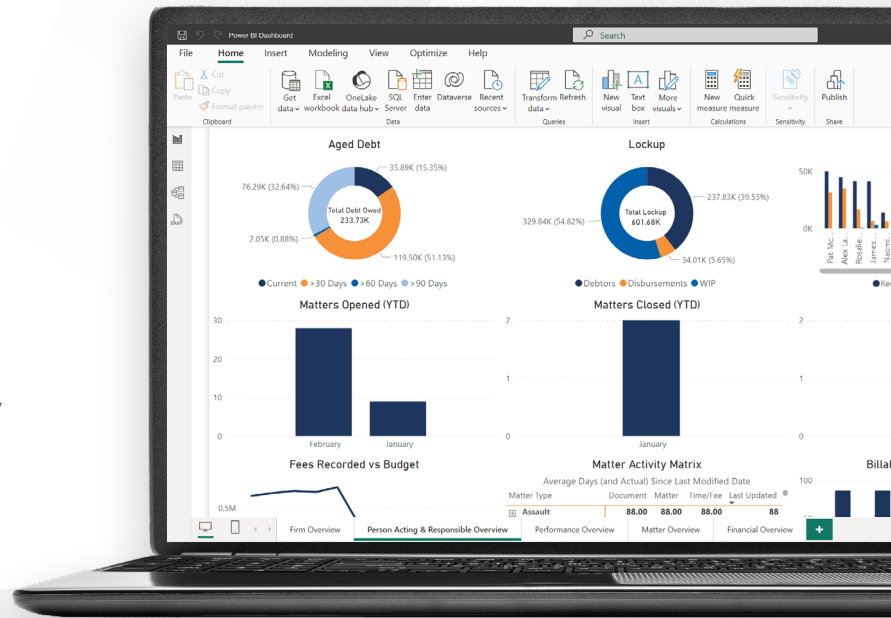 Power BI Dashboard
Search
File Home Insert Modeling View Optimize Help
Paste
Cut
Copy
Format painter
Clipboard
Get data
Excel workbook
OneLake data hub
SQL Server
Enter data
Dataverse
Recent sources
Data
Transform data
Refresh
Queries
New visual
Text box
More visuals
Insert
New measure
Quick measure
Calculations
Sensitivity
Sensitivity
Publish
Share
Aged Debt
35.89K (15.35%)
76.29K (32.64%)
Total Debt Owed
233.73K
2.05K (0.88%)
119.50K (51.13%)
Current >30 Days >60 Days >90 Days
Lockup
237.83K (39.53%)
Total Lockup
601.68K
329.84K (54.82%)
34.01K (5.65%)
Debtors Disbursements WIP
50K
0K
Pat Mc...
Alex La...
Rosalie...
James ...
Naomi...
Matters Opened (YTD)
30
20
10
0
February January
Matters Closed (YTD)
2
1
0
January
2
1
0
Fees Recorded vs Budget
0.5M
Matter Activity Matrix
Average Days (and Actual) Since Last Modified Date
Matter Type Document Matter Time/Fee Last Updated
Assault 88.00 88.00 88.00 88
100
Firm Overview Person Acting & Responsible Overview Performance Overview Matter Overview Financial Overview +